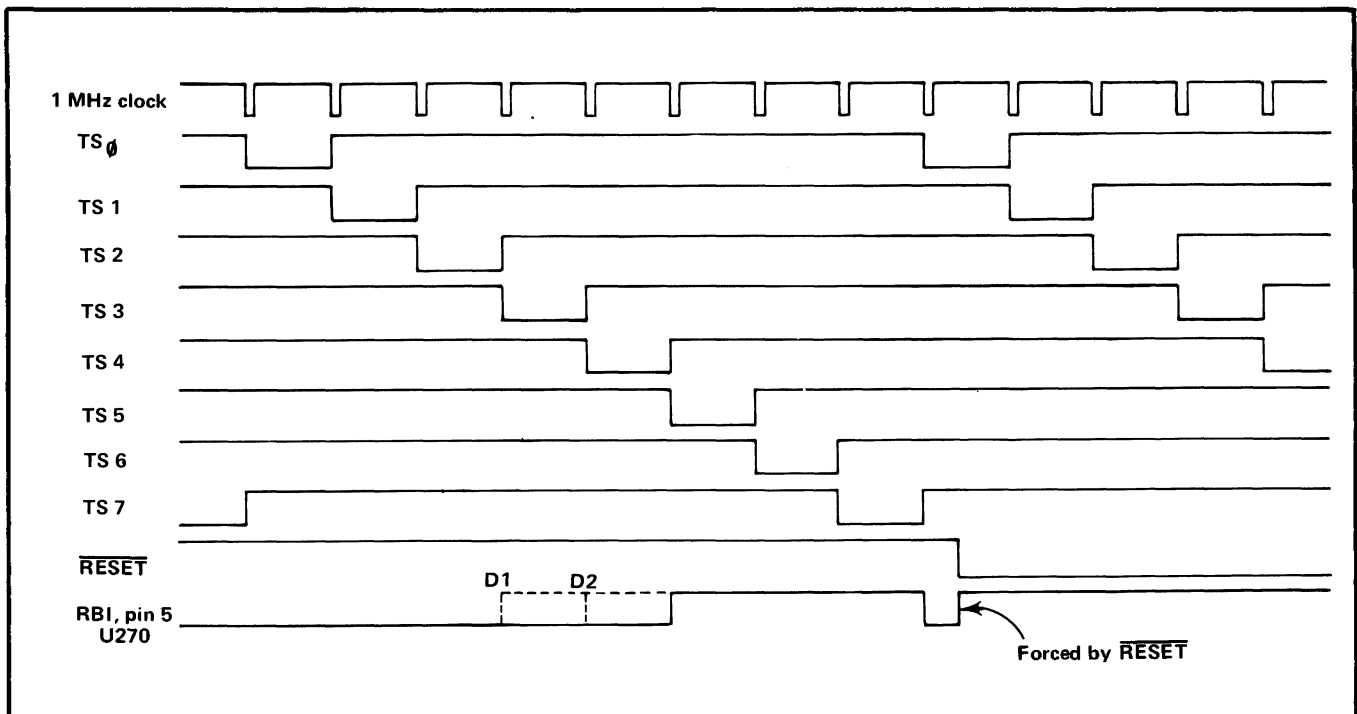 1 MHz clock
TSø
TS 1
TS 2
TS 3
TS 4
TS 5
TS 6
TS 7
RESET
D1 D2
RBI, pin 5
U270
Forced by RESET